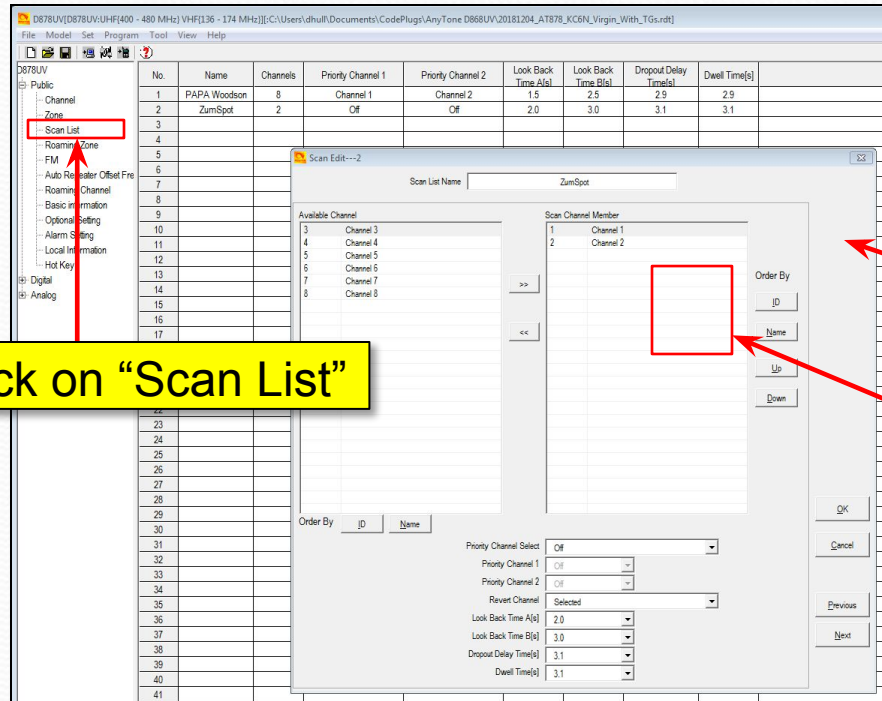 D878UV[D878UV:UHF{400 - 480 MHz} VHF{136 - 174 MHz}][:C:\Users\dhull\Documents\CodePlugs\AnyTone D868UV\20181204_AT878_KC6N_Virgin_With_TGs.rdt]
File Model Set Program Tool View Help
D878UV
Public
Channel
Zone
Scan List
Roaming Zone
FM
Auto Repeater Offset Fre
Roaming Channel
Basic information
Optional Setting
Alarm Setting
Local Information
Hot Key
Digital
Analog
No. Name Channels Priority Channel 1 Priority Channel 2 Look Back Time A[s] Look Back Time B[s] Dropout Delay Time[s] Dwell Time[s]
1 PAPA Woodson 8 Channel 1 Channel 2 1.5 2.5 2.9 2.9
2 ZumSpot 2 Off Off 2.0 3.0 3.1 3.1
3
4
5
6
7
8
9
10
11
12
13
14
15
16
17
22
23
24
25
26
27
28
29
30
31
32
33
34
35
36
37
38
39
40
41
ck on “Scan List”
Scan Edit---2
Scan List Name ZumSpot
Available Channel
3 Channel 3
4 Channel 4
5 Channel 5
6 Channel 6
7 Channel 7
8 Channel 8
>>
<<
Scan Channel Member
1 Channel 1
2 Channel 2
Order By
ID
Name
Up
Down
Order By ID Name
Priority Channel Select Off
Priority Channel 1 Off
Priority Channel 2 Off
Revert Channel Selected
Look Back Time A[s] 2.0
Look Back Time B[s] 3.0
Dropout Delay Time[s] 3.1
Dwell Time[s] 3.1
OK
Cancel
Previous
Next